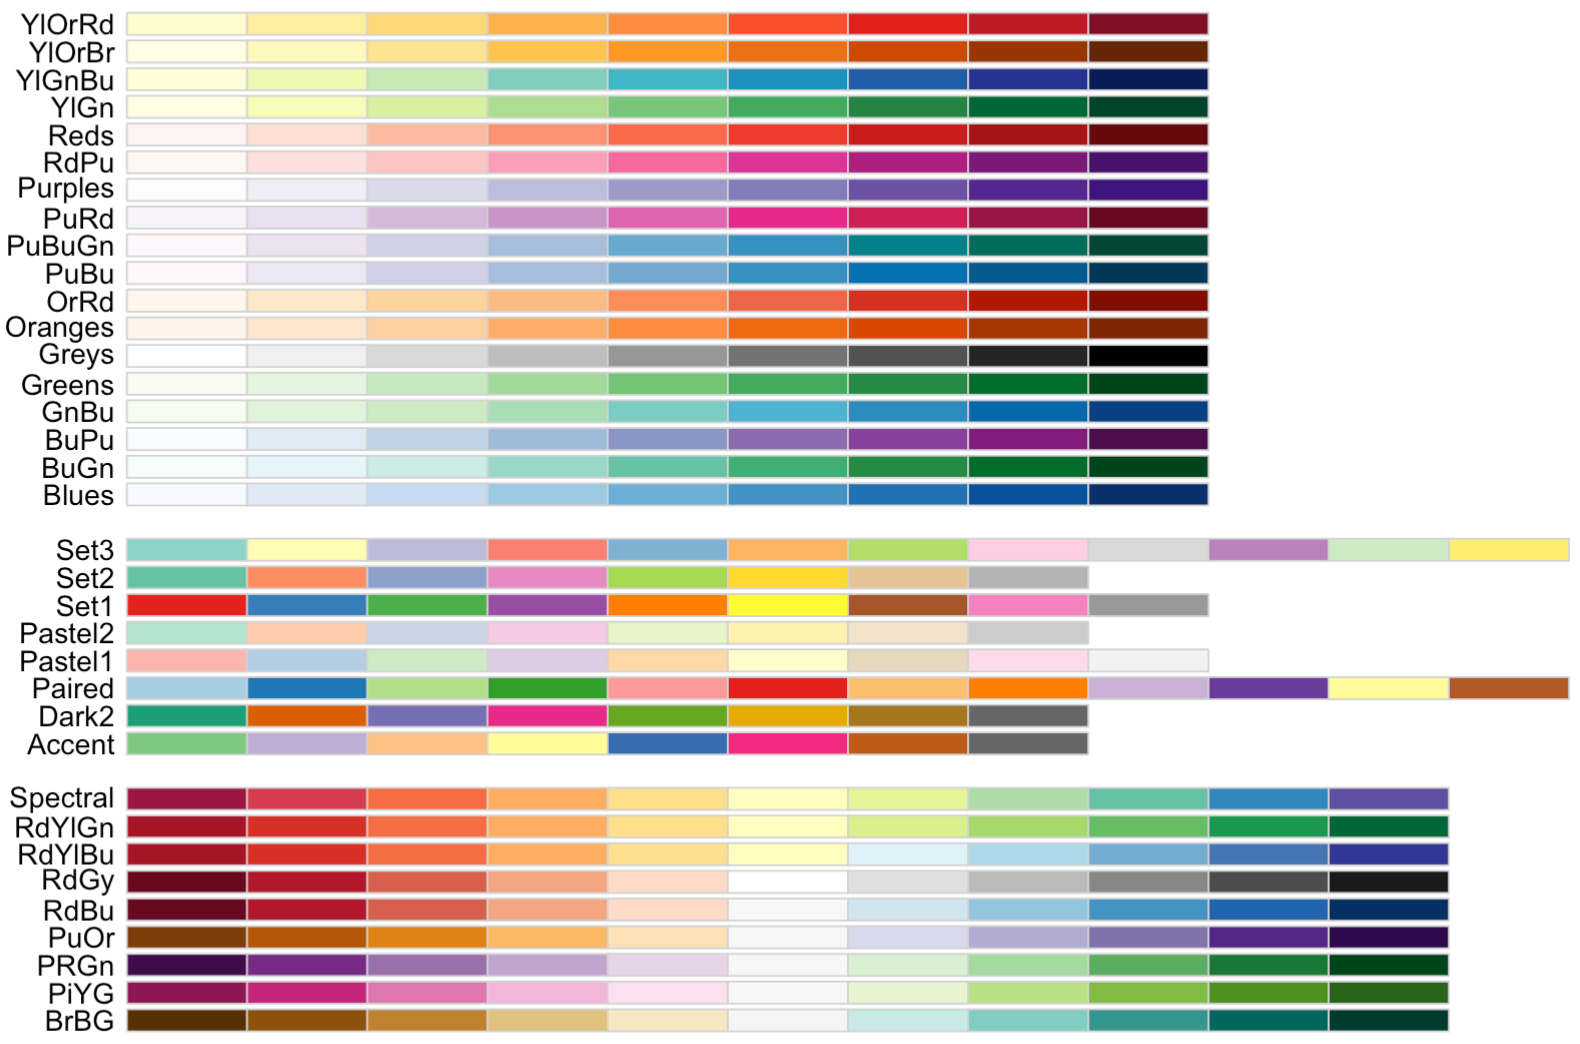 YlOrRd
YlOrBr
YlGnBu
YlGn
Reds
RdPu
Purples
PuRd
PuBuGn
PuBu
OrRd
Oranges
Greys
Greens
GnBu
BuPu
BuGn
Blues
Set3
Set2
Set1
Pastel2
Pastel1
Paired
Dark2
Accent
Spectral
RdYlGn
RdYlBu
RdGy
RdBu
PuOr
PRGn
PiYG
BrBG